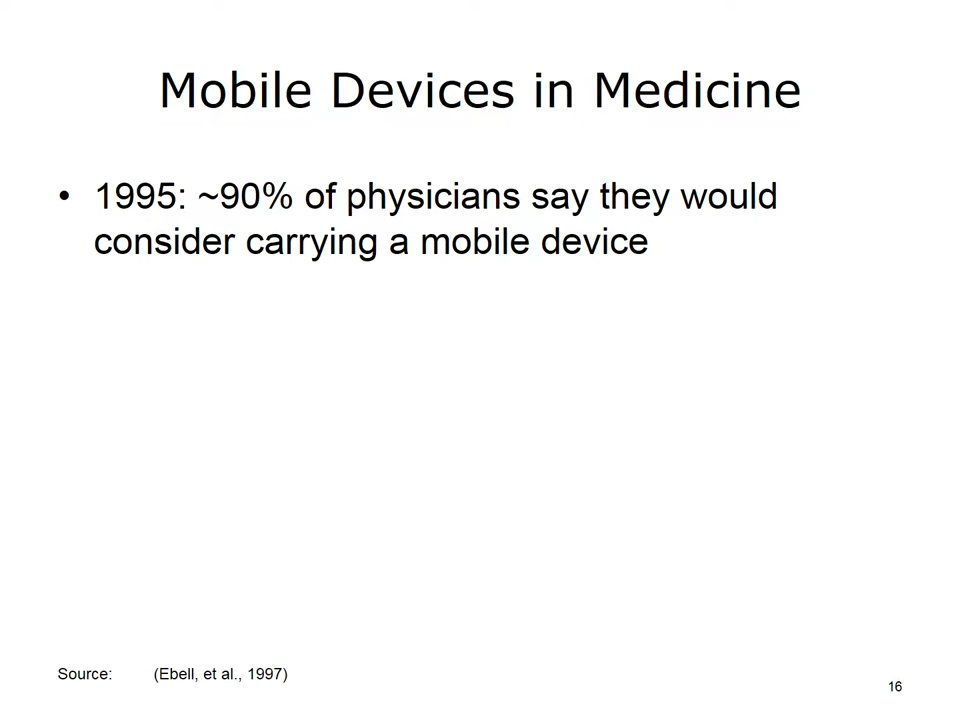 Mobile Devices in Medicine
• 1995: ~90% of physicians say they would
consider carrying a mobile device
Source: (Ebell, et al., 1997)
16